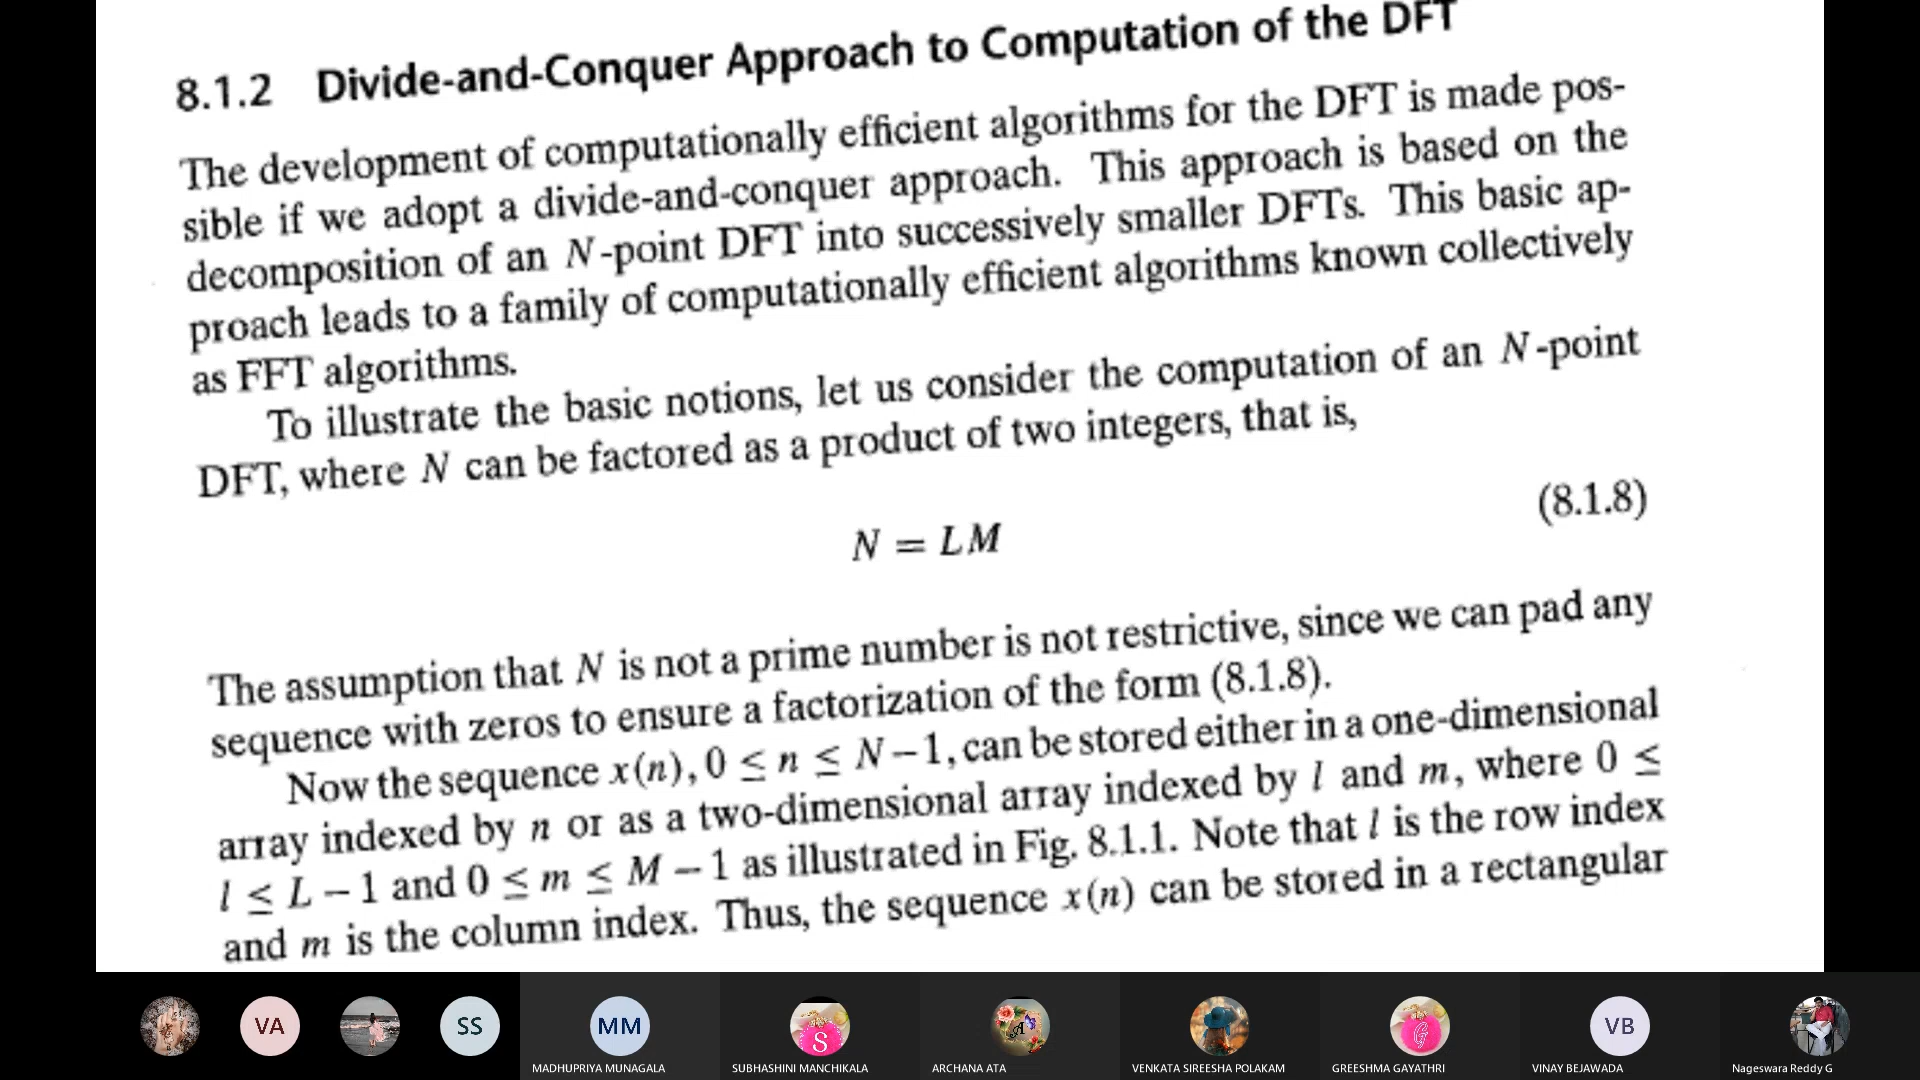 8.1.2 Divide-and-Conquer Approach to Computation of the DFT
The development of computationally efficient algorithms for the DFT is made pos-
sible if we adopt a divide-and-conquer approach. This approach is based on the
decomposition of an N-point DFT into successively smaller DFTs. This basic ap-
proach leads to a family of computationally efficient algorithms known collectively
as FFT algorithms.
To illustrate the basic notions, let us consider the computation of an N-point
DFT, where N can be factored as a product of two integers, that is,
N = LM (8.1.8)
The assumption that N is not a prime number is not restrictive, since we can pad any
sequence with zeros to ensure a factorization of the form (8.1.8).
Now the sequence x(n), 0 ≤ n ≤ N − 1, can be stored either in a one-dimensional
array indexed by n or as a two-dimensional array indexed by l and m, where 0 ≤
l ≤ L − 1 and 0 ≤ m ≤ M − 1 as illustrated in Fig. 8.1.1. Note that l is the row index
and m is the column index. Thus, the sequence x(n) can be stored in a rectangular
VA
SS
MM
S
A
G
VB
MADHUPRIYA MUNAGALA
SUBHASHINI MANCHIKALA
ARCHANA ATA
VENKATA SIREESHA POLAKAM
GREESHMA GAYATHRI
VINAY BEJAWADA
Nageswara Reddy G